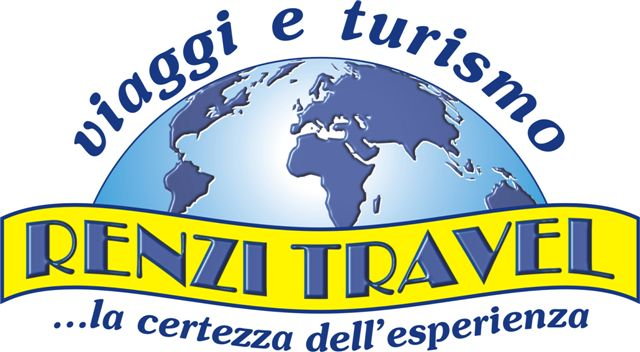 viaggi e turismo
RENZI TRAVEL
...la certezza dell'esperienza